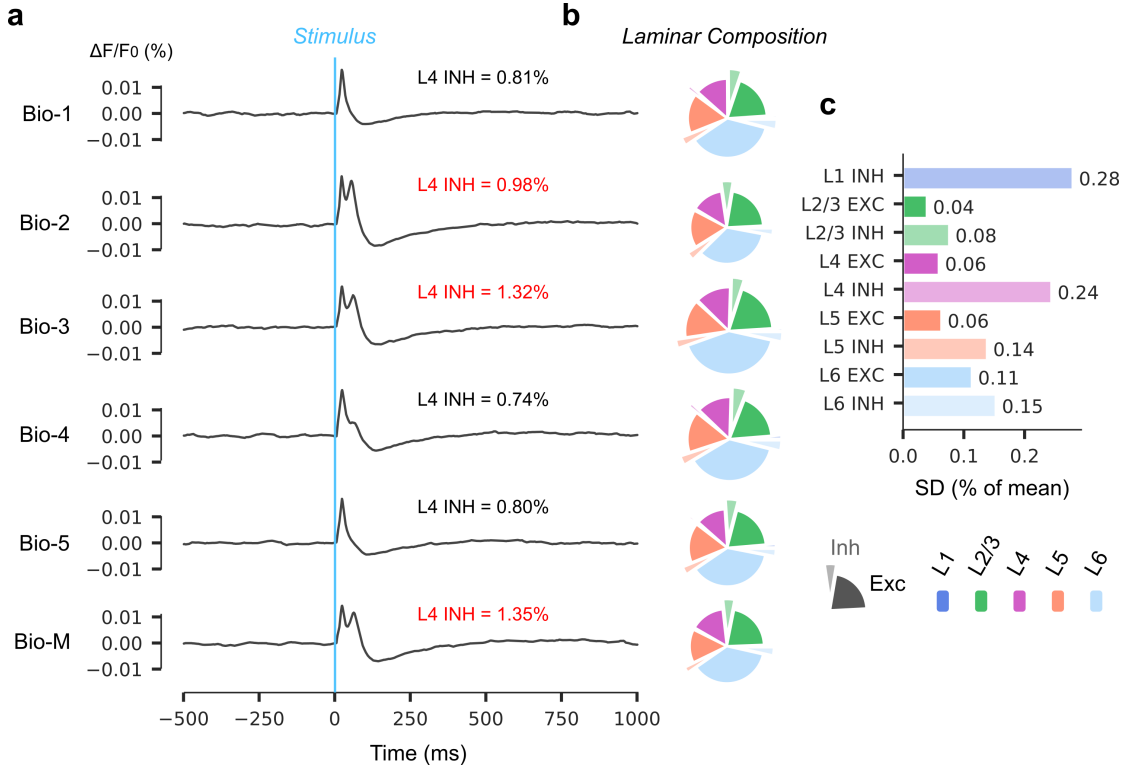 a
b
Stimulus
Laminar Composition
ΔF/F0 (%)
Bio-1
0.01
0.00
−0.01
L4 INH = 0.81%
Bio-2
0.01
0.00
−0.01
L4 INH = 0.98%
Bio-3
0.01
0.00
−0.01
L4 INH = 1.32%
Bio-4
0.01
0.00
−0.01
L4 INH = 0.74%
Bio-5
0.01
0.00
−0.01
L4 INH = 0.80%
Bio-M
0.01
0.00
−0.01
L4 INH = 1.35%
−500
−250
0
250
500
750
1000
Time (ms)
c
L1 INH 0.28
L2/3 EXC 0.04
L2/3 INH 0.08
L4 EXC 0.06
L4 INH 0.24
L5 EXC 0.06
L5 INH 0.14
L6 EXC 0.11
L6 INH 0.15
0.0
0.1
0.2
SD (% of mean)
Inh
Exc
L1
L2/3
L4
L5
L6